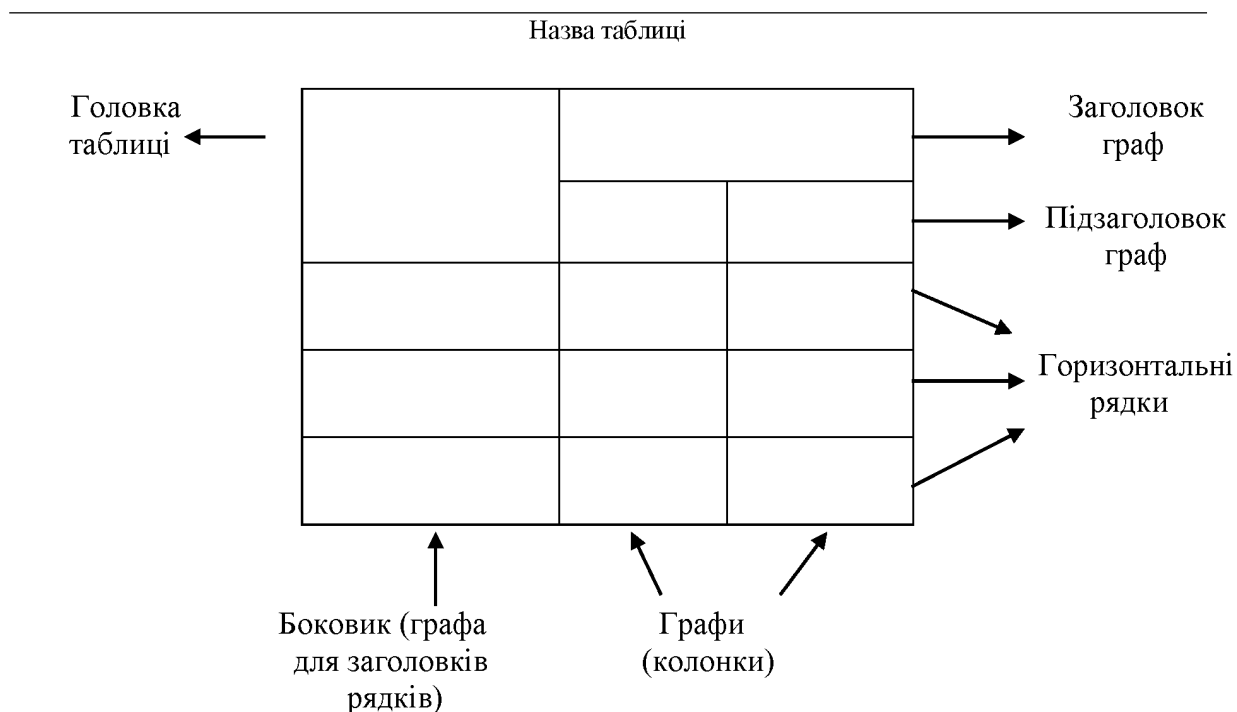 Назва таблиці
Головка
таблиці
Заголовок
граф
Підзаголовок
граф
Горизонтальні
рядки
Боковик (графа
для заголовків
рядків)
Графи
(колонки)